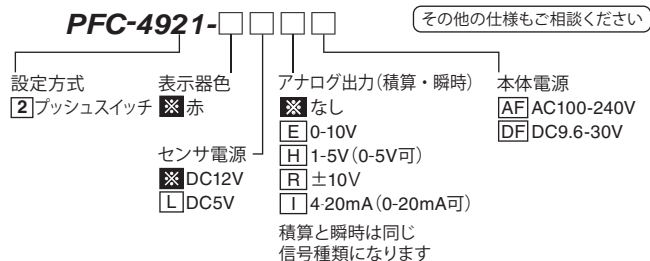 PFC-4921-□□□□
その他の仕様もご相談ください
設定方式
2 プッシュスイッチ
表示器色
※ 赤
センサ電源
※ DC12V
L DC5V
アナログ出力(積算・瞬時)
※ なし
E 0-10V
H 1-5V(0-5V可)
R ±10V
I 4-20mA(0-20mA可)
積算と瞬時は同じ
信号種類になります
本体電源
AF AC100-240V
DF DC9.6-30V